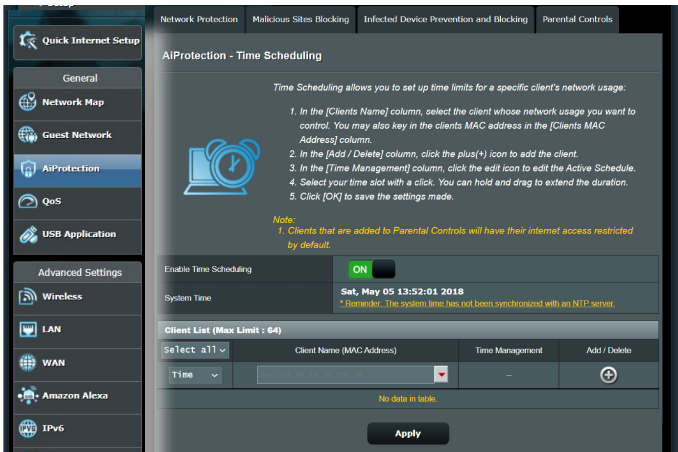 Setup
Quick Internet Setup
General
Network Map
Guest Network
AiProtection
QoS
USB Application
Advanced Settings
Wireless
LAN
WAN
Amazon Alexa
IPv6
Network Protection
Malicious Sites Blocking
Infected Device Prevention and Blocking
Parental Controls
AiProtection - Time Scheduling
Time Scheduling allows you to set up time limits for a specific client's network usage:
1. In the [Clients Name] column, select the client whose network usage you want to
control. You may also key in the clients MAC address in the [Clients MAC
Address] column.
2. In the [Add / Delete] column, click the plus(+) icon to add the client.
3. In the [Time Management] column, click the edit icon to edit the Active Schedule.
4. Select your time slot with a click. You can hold and drag to extend the duration.
5. Click [OK] to save the settings made.
Note:
1. Clients that are added to Parental Controls will have their internet access restricted
by default.
Enable Time Scheduling
ON
System Time
Sat, May 05 13:52:01 2018
* Reminder: The system time has not been synchronized with an NTP server.
Client List (Max Limit : 64)
Select all
Client Name (MAC Address)
Time Management
Add / Delete
Time
--
No data in table.
Apply